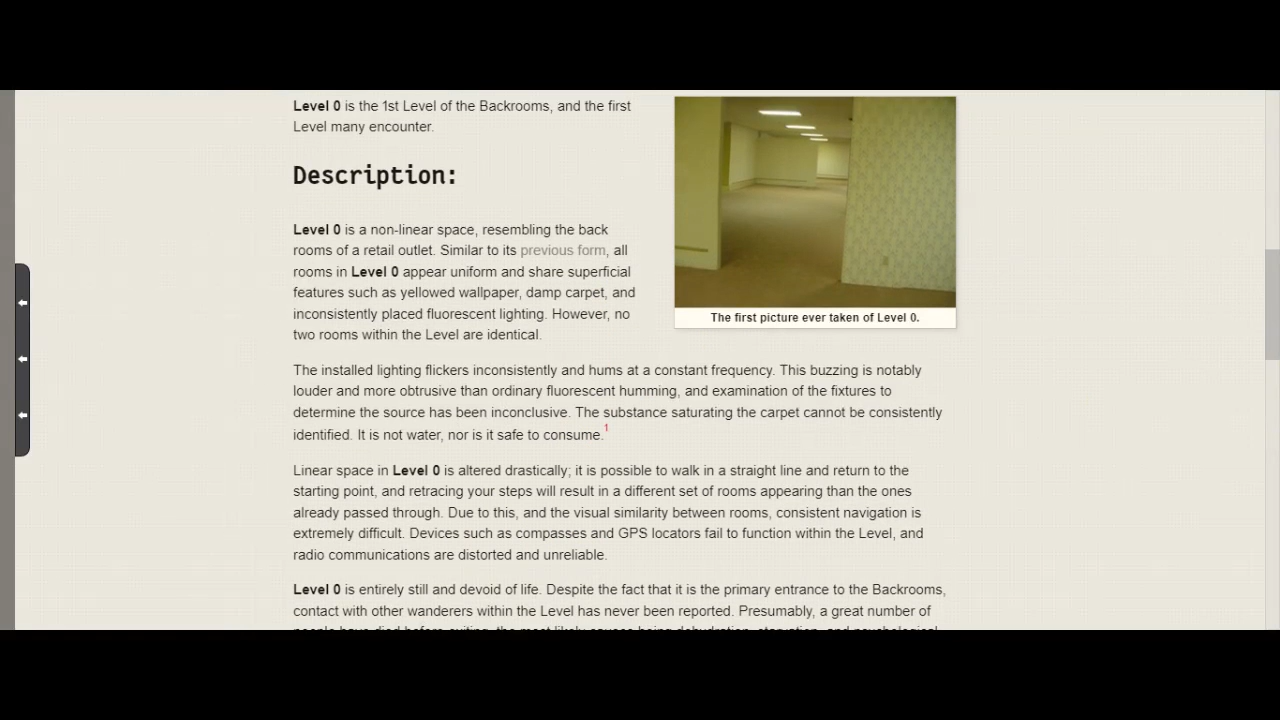 Level 0 is the 1st Level of the Backrooms, and the first
Level many encounter.
Description:
Level 0 is a non-linear space, resembling the back
rooms of a retail outlet. Similar to its previous form, all
rooms in Level 0 appear uniform and share superficial
features such as yellowed wallpaper, damp carpet, and
inconsistently placed fluorescent lighting. However, no
two rooms within the Level are identical.
The first picture ever taken of Level 0.
The installed lighting flickers inconsistently and hums at a constant frequency. This buzzing is notably
louder and more obtrusive than ordinary fluorescent humming, and examination of the fixtures to
determine the source has been inconclusive. The substance saturating the carpet cannot be consistently
identified. It is not water, nor is it safe to consume.1
Linear space in Level 0 is altered drastically; it is possible to walk in a straight line and return to the
starting point, and retracing your steps will result in a different set of rooms appearing than the ones
already passed through. Due to this, and the visual similarity between rooms, consistent navigation is
extremely difficult. Devices such as compasses and GPS locators fail to function within the Level, and
radio communications are distorted and unreliable.
Level 0 is entirely still and devoid of life. Despite the fact that it is the primary entrance to the Backrooms,
contact with other wanderers within the Level has never been reported. Presumably, a great number of